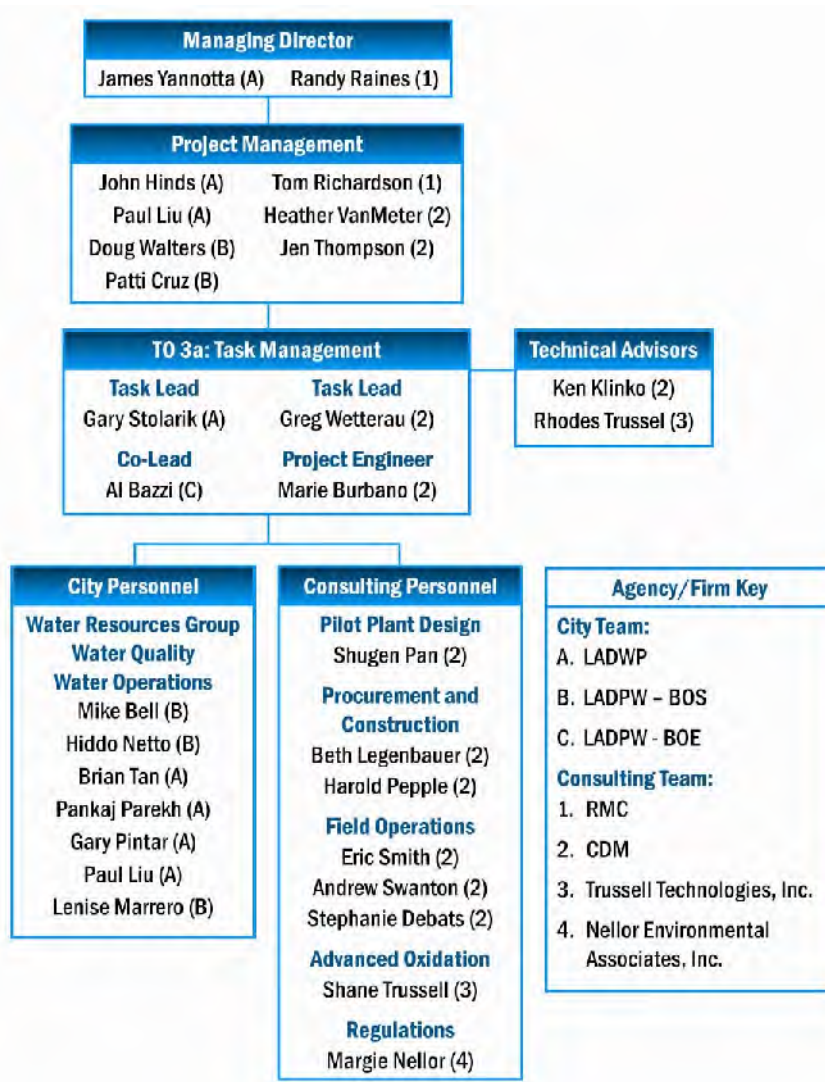 Managing Director
James Yannotta (A) Randy Raines (1)
Project Management
John Hinds (A) Tom Richardson (1)
Paul Liu (A) Heather VanMeter (2)
Doug Walters (B) Jen Thompson (2)
Patti Cruz (B)
TO 3a: Task Management
Task Lead Task Lead
Gary Stolarik (A) Greg Wetterau (2)
Co-Lead Project Engineer
Al Bazzi (C) Marie Burbano (2)
Technical Advisors
Ken Klinko (2)
Rhodes Trussel (3)
City Personnel
Water Resources Group
Water Quality
Water Operations
Mike Bell (B)
Hiddo Netto (B)
Brian Tan (A)
Pankaj Parekh (A)
Gary Pintar (A)
Paul Liu (A)
Lenise Marrero (B)
Consulting Personnel
Pilot Plant Design
Shugen Pan (2)
Procurement and
Construction
Beth Legenbauer (2)
Harold Pepple (2)
Field Operations
Eric Smith (2)
Andrew Swanton (2)
Stephanie Debats (2)
Advanced Oxidation
Shane Trussell (3)
Regulations
Margie Nellor (4)
Agency/Firm Key
City Team:
A. LADWP
B. LADPW – BOS
C. LADPW - BOE
Consulting Team:
1. RMC
2. CDM
3. Trussell Technologies, Inc.
4. Nellor Environmental
Associates, Inc.